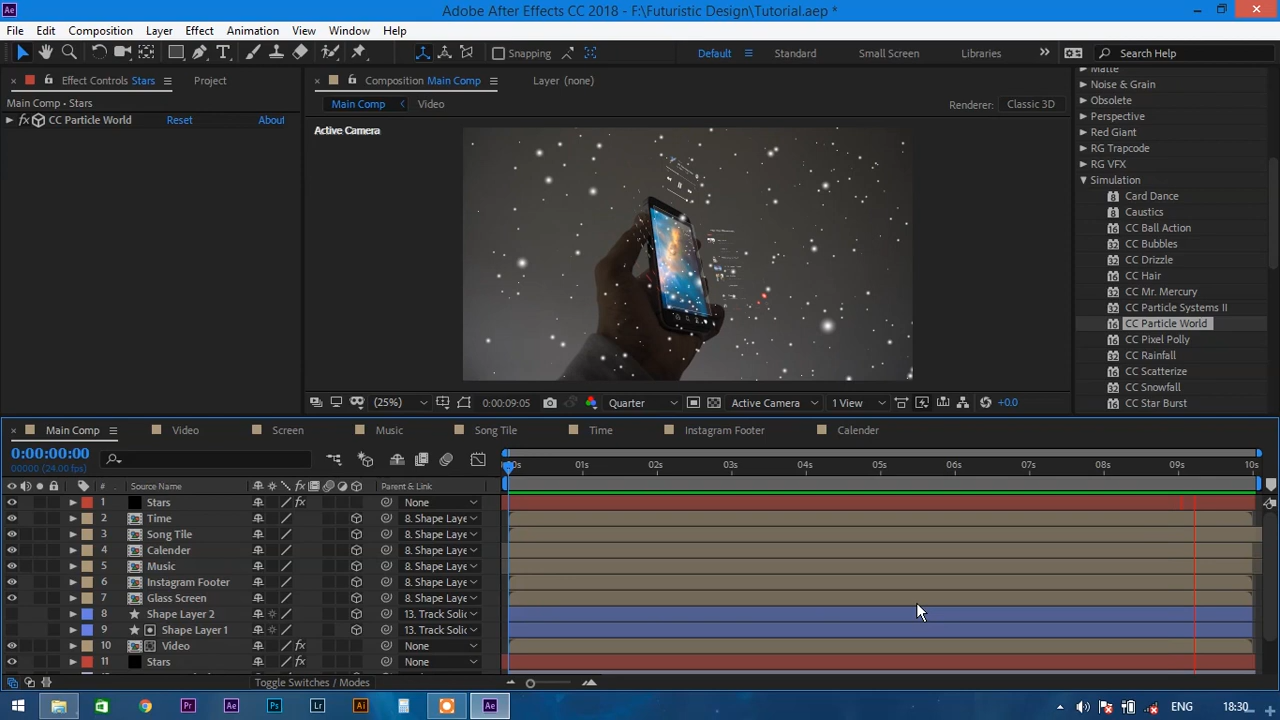 Ae Adobe After Effects CC 2018 - F:\Futuristic Design\Tutorial.aep *
File Edit Composition Layer Effect Animation View Window Help
Snapping Default Standard Small Screen Libraries Search Help
Effect Controls Stars Project
Main Comp • Stars
fx CC Particle World Reset About
Composition Main Comp Layer (none)
Main Comp Video
Renderer: Classic 3D
Active Camera
(25%) 0:00:09:05 Quarter Active Camera 1 View +0.0
Matte
Noise & Grain
Obsolete
Perspective
Red Giant
RG Trapcode
RG VFX
Simulation
Card Dance
Caustics
CC Ball Action
CC Bubbles
CC Drizzle
CC Hair
CC Mr. Mercury
CC Particle Systems II
CC Particle World
CC Pixel Polly
CC Rainfall
CC Scatterize
CC Snowfall
CC Star Burst
Main Comp Video Screen Music Song Tile Time Instagram Footer Calender
0:00:00:00
00000 (24.00 fps)
01s 02s 03s 04s 05s 06s 07s 08s 09s 10s
# Source Name Parent & Link
1 Stars None
2 Time 8. Shape Laye
3 Song Tile 8. Shape Laye
4 Calender 8. Shape Laye
5 Music 8. Shape Laye
6 Instagram Footer 8. Shape Laye
7 Glass Screen 8. Shape Laye
8 Shape Layer 2 13. Track Solic
9 Shape Layer 1 13. Track Solic
10 Video None
11 Stars None
Toggle Switches / Modes
Pr Ae Ps Lr Ai Ae ENG 18:30